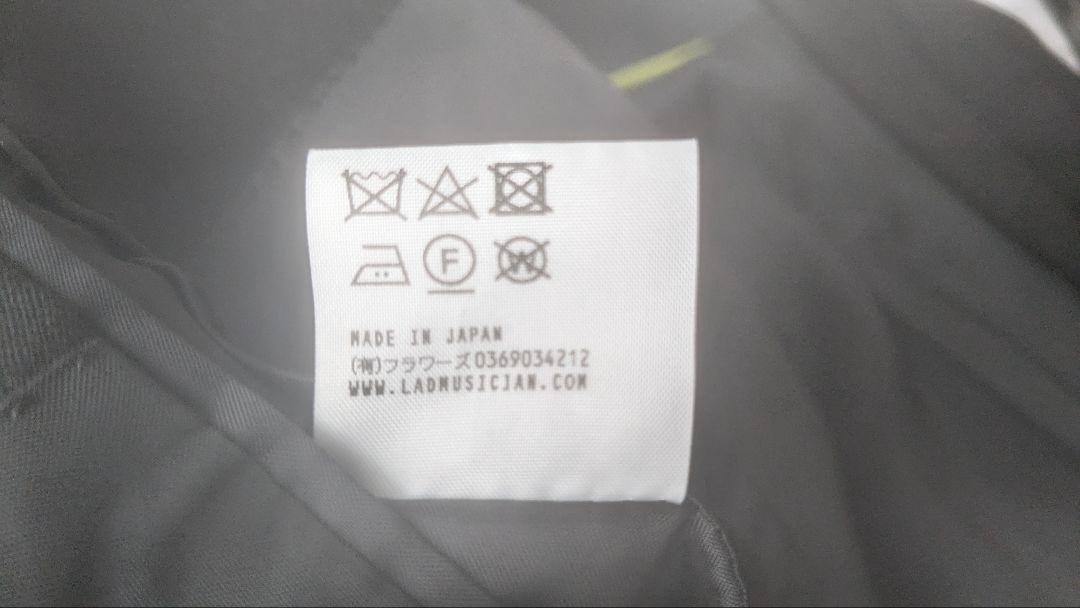 F W
MADE IN JAPAN
(有)フラワーズ0369034212
WWW.LADMUSICIAN.COM